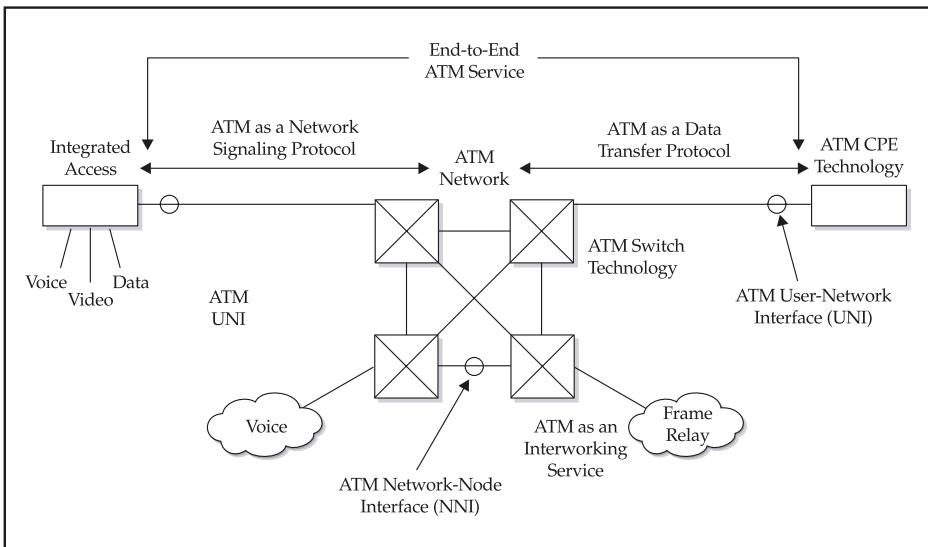 End-to-End
ATM Service
ATM as a Network
Signaling Protocol
ATM as a Data
Transfer Protocol
Integrated
Access
ATM
Network
ATM CPE
Technology
Voice
Video
Data
ATM
UNI
ATM Switch
Technology
ATM User-Network
Interface (UNI)
Voice
Frame
Relay
ATM as an
Interworking
Service
ATM Network-Node
Interface (NNI)